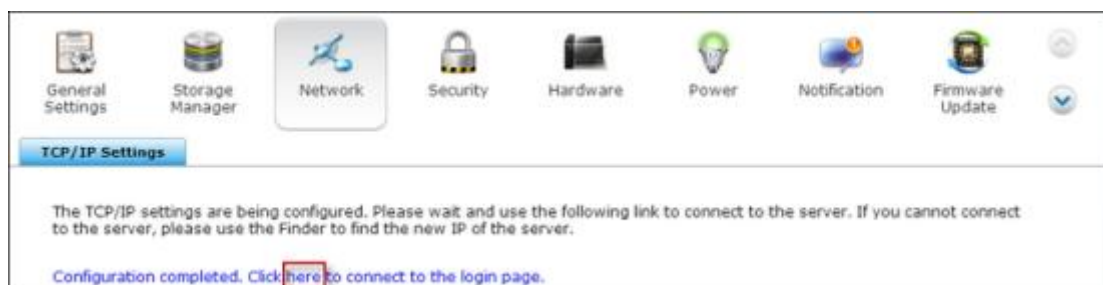 General
Settings
Storage
Manager
Network
Security
Hardware
Power
Notification
Firmware
Update
TCP/IP Settings
The TCP/IP settings are being configured. Please wait and use the following link to connect to the server. If you cannot connect
to the server, please use the Finder to find the new IP of the server.
Configuration completed. Click here to connect to the login page.